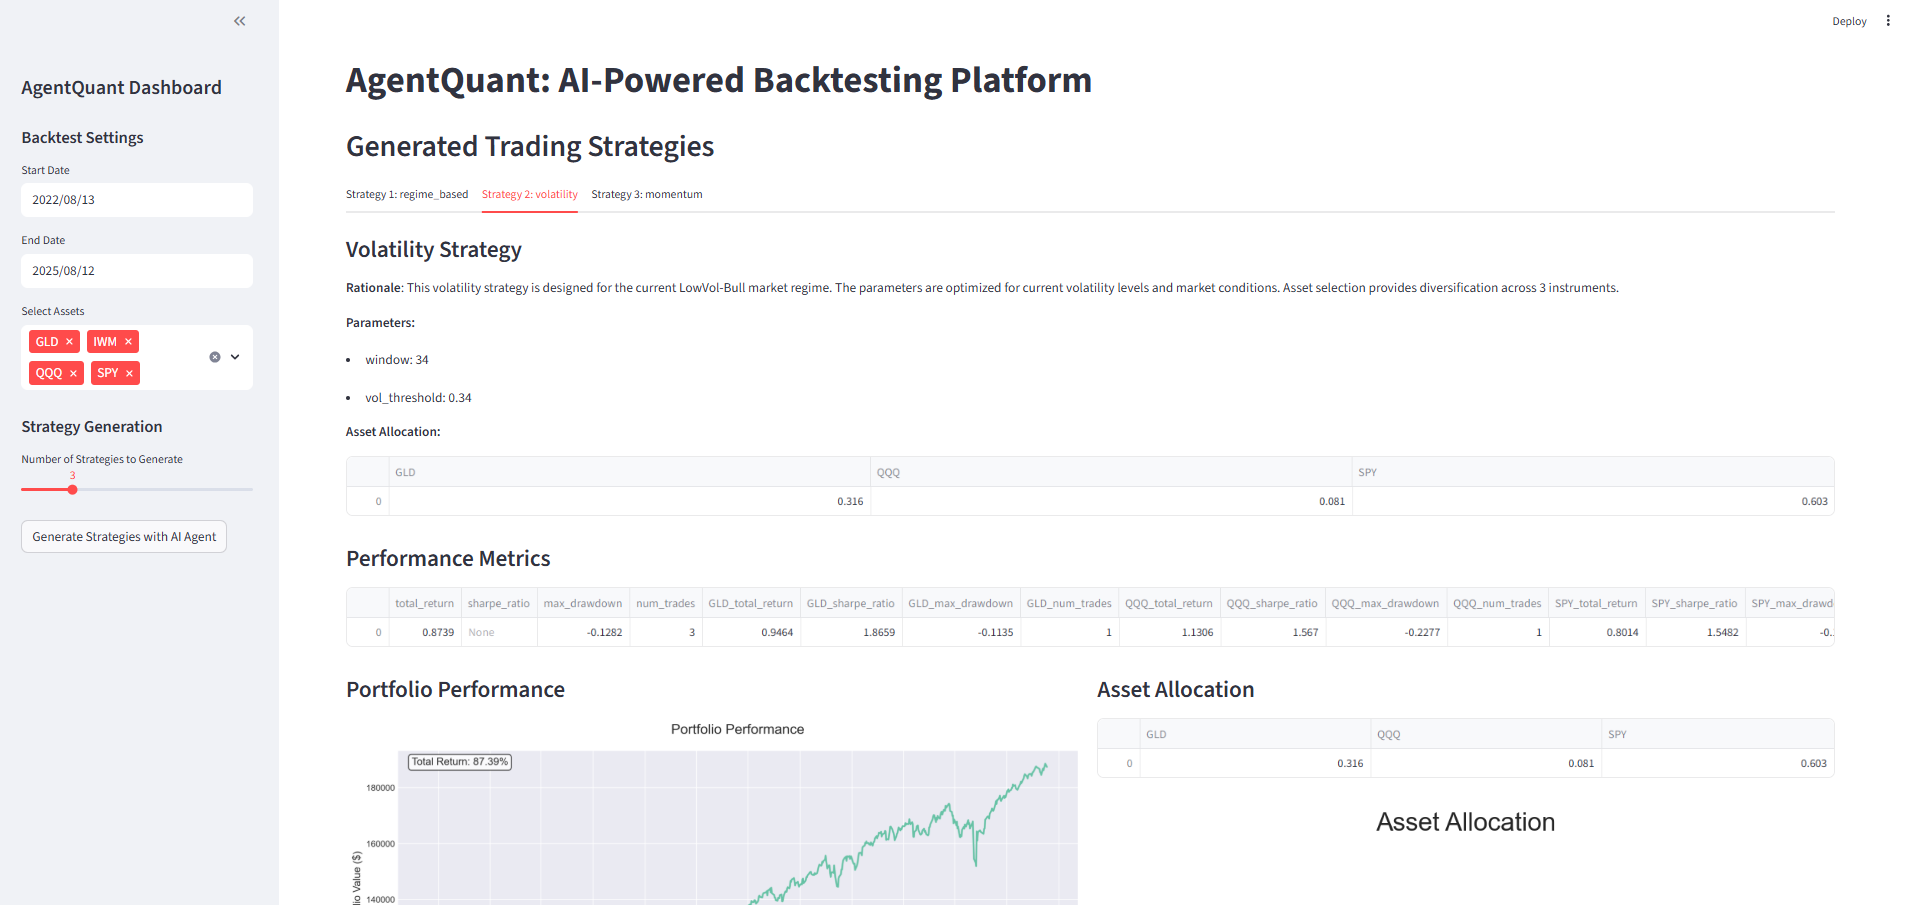 Deploy
AgentQuant Dashboard
Backtest Settings
Start Date
2022/08/13
End Date
2025/08/12
Select Assets
GLD × IWM ×
QQQ × SPY ×
Strategy Generation
Number of Strategies to Generate
3
Generate Strategies with AI Agent
AgentQuant: AI-Powered Backtesting Platform
Generated Trading Strategies
Strategy 1: regime_based Strategy 2: volatility Strategy 3: momentum
Volatility Strategy
Rationale: This volatility strategy is designed for the current LowVol-Bull market regime. The parameters are optimized for current volatility levels and market conditions. Asset selection provides diversification across 3 instruments.
Parameters:
• window: 34
• vol_threshold: 0.34
Asset Allocation:
GLD QQQ SPY
0 0.316 0.081 0.603
Performance Metrics
total_return sharpe_ratio max_drawdown num_trades GLD_total_return GLD_sharpe_ratio GLD_max_drawdown GLD_num_trades QQQ_total_return QQQ_sharpe_ratio QQQ_max_drawdown QQQ_num_trades SPY_total_return SPY_sharpe_ratio SPY_max_drawd
0 0.8739 None -0.1282 3 0.9464 1.8659 -0.1135 1 1.1306 1.567 -0.2277 1 0.8014 1.5482 -0..
Portfolio Performance
Portfolio Performance
Total Return: 87.39%
180000
160000
140000
lio Value ($)
Asset Allocation
GLD QQQ SPY
0 0.316 0.081 0.603
Asset Allocation